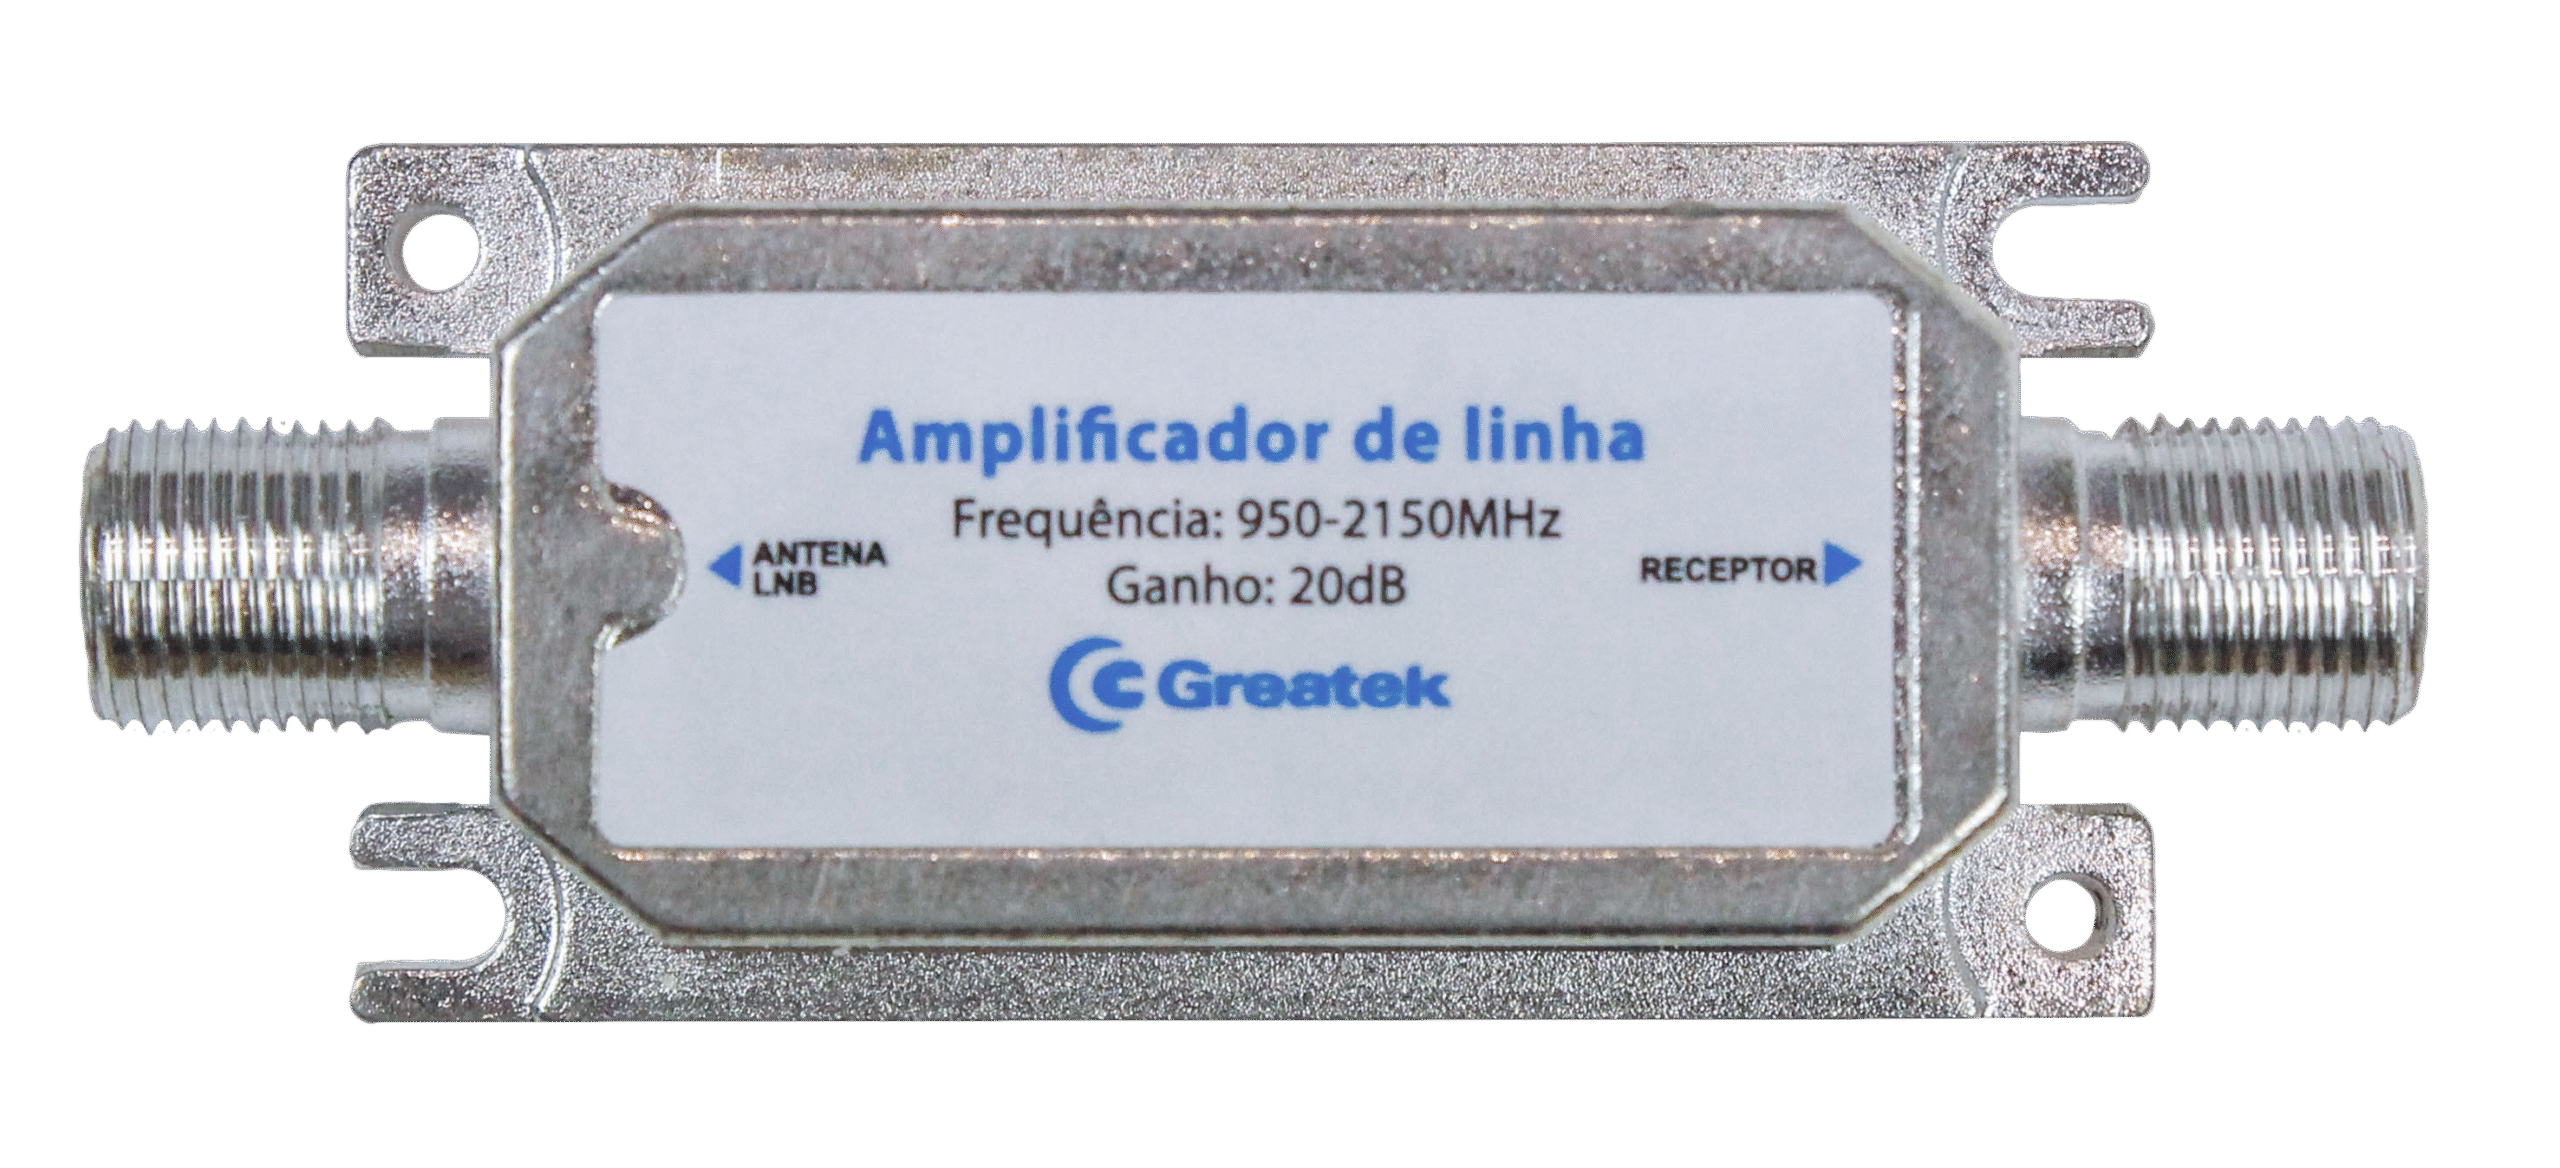 Amplificador de linha
Frequência: 950-2150MHz
Ganho: 20dB
ANTENA
LNB
RECEPTOR
Greatek